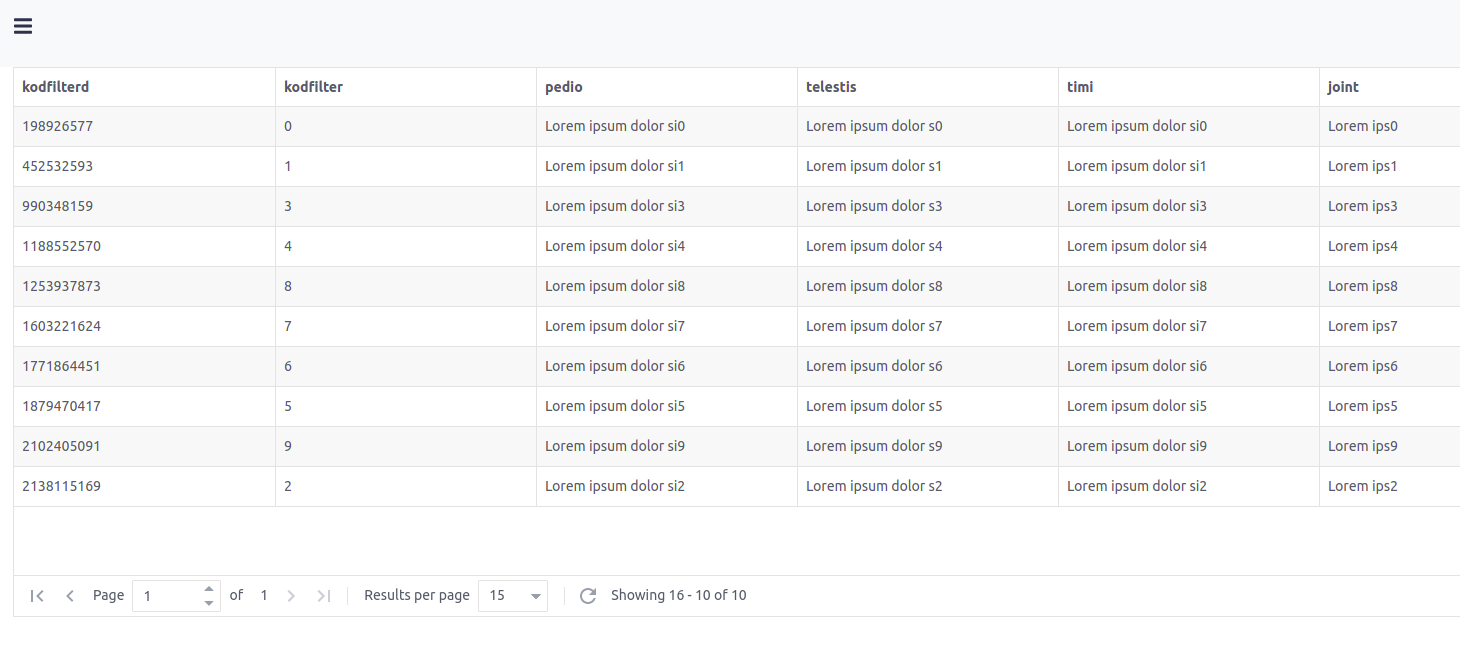 kodfilterd kodfilter pedio telestis timi joint
198926577 0 Lorem ipsum dolor si0 Lorem ipsum dolor s0 Lorem ipsum dolor si0 Lorem ips0
452532593 1 Lorem ipsum dolor si1 Lorem ipsum dolor s1 Lorem ipsum dolor si1 Lorem ips1
990348159 3 Lorem ipsum dolor si3 Lorem ipsum dolor s3 Lorem ipsum dolor si3 Lorem ips3
1188552570 4 Lorem ipsum dolor si4 Lorem ipsum dolor s4 Lorem ipsum dolor si4 Lorem ips4
1253937873 8 Lorem ipsum dolor si8 Lorem ipsum dolor s8 Lorem ipsum dolor si8 Lorem ips8
1603221624 7 Lorem ipsum dolor si7 Lorem ipsum dolor s7 Lorem ipsum dolor si7 Lorem ips7
1771864451 6 Lorem ipsum dolor si6 Lorem ipsum dolor s6 Lorem ipsum dolor si6 Lorem ips6
1879470417 5 Lorem ipsum dolor si5 Lorem ipsum dolor s5 Lorem ipsum dolor si5 Lorem ips5
2102405091 9 Lorem ipsum dolor si9 Lorem ipsum dolor s9 Lorem ipsum dolor si9 Lorem ips9
2138115169 2 Lorem ipsum dolor si2 Lorem ipsum dolor s2 Lorem ipsum dolor si2 Lorem ips2
Page 1 of 1 Results per page 15 Showing 16 - 10 of 10